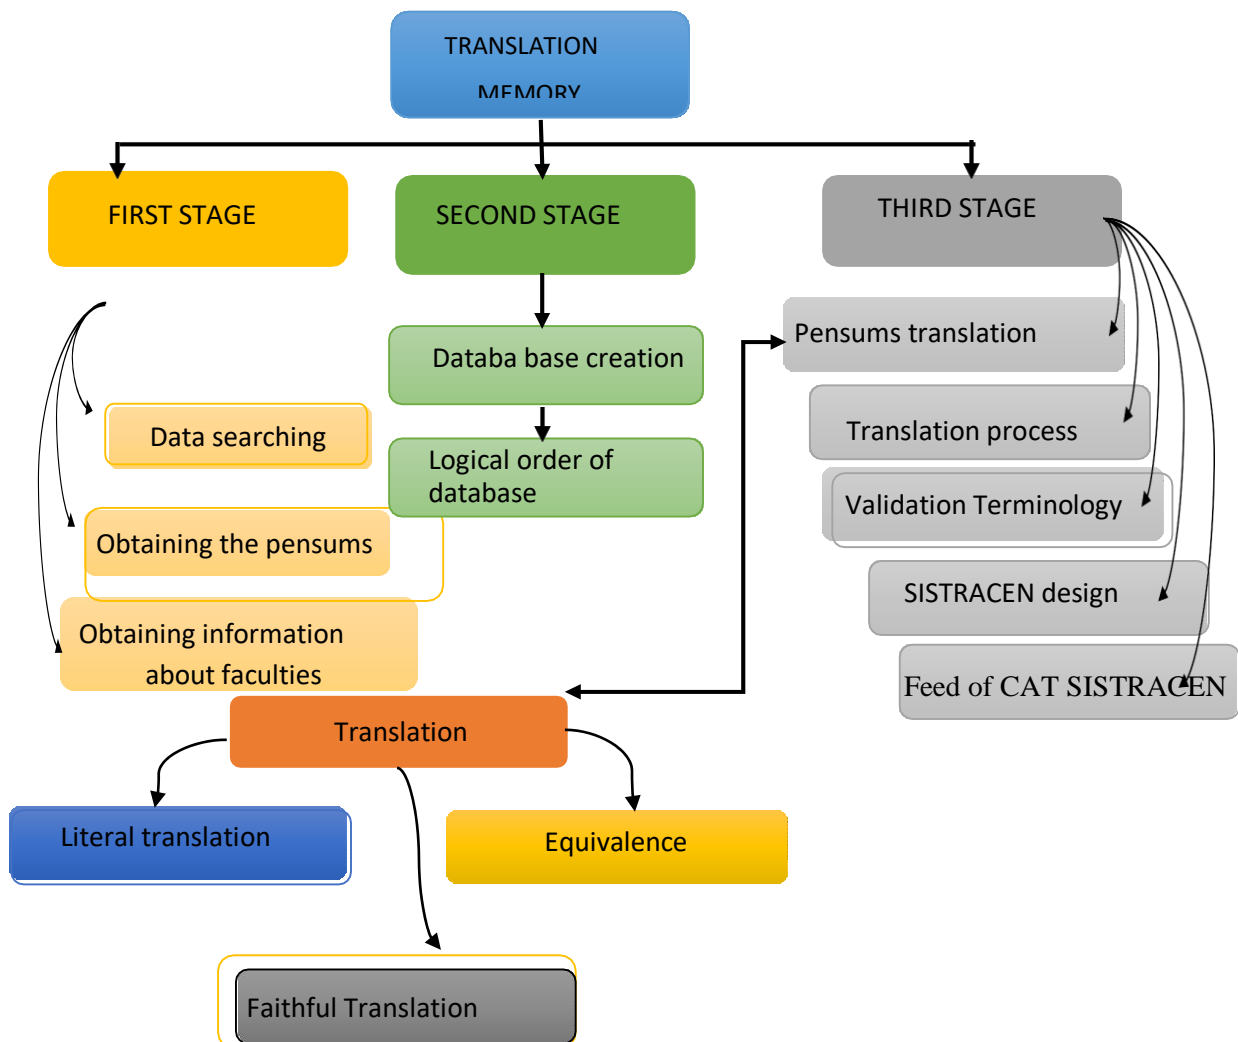 TRANSLATION
MEMORY
FIRST STAGE
SECOND STAGE
THIRD STAGE
Databa base creation
Logical order of
database
Data searching
Obtaining the pensums
Obtaining information
about faculties
Pensums translation
Translation process
Validation Terminology
SISTRACEN design
Feed of CAT SISTRACEN
Translation
Literal translation
Equivalence
Faithful Translation